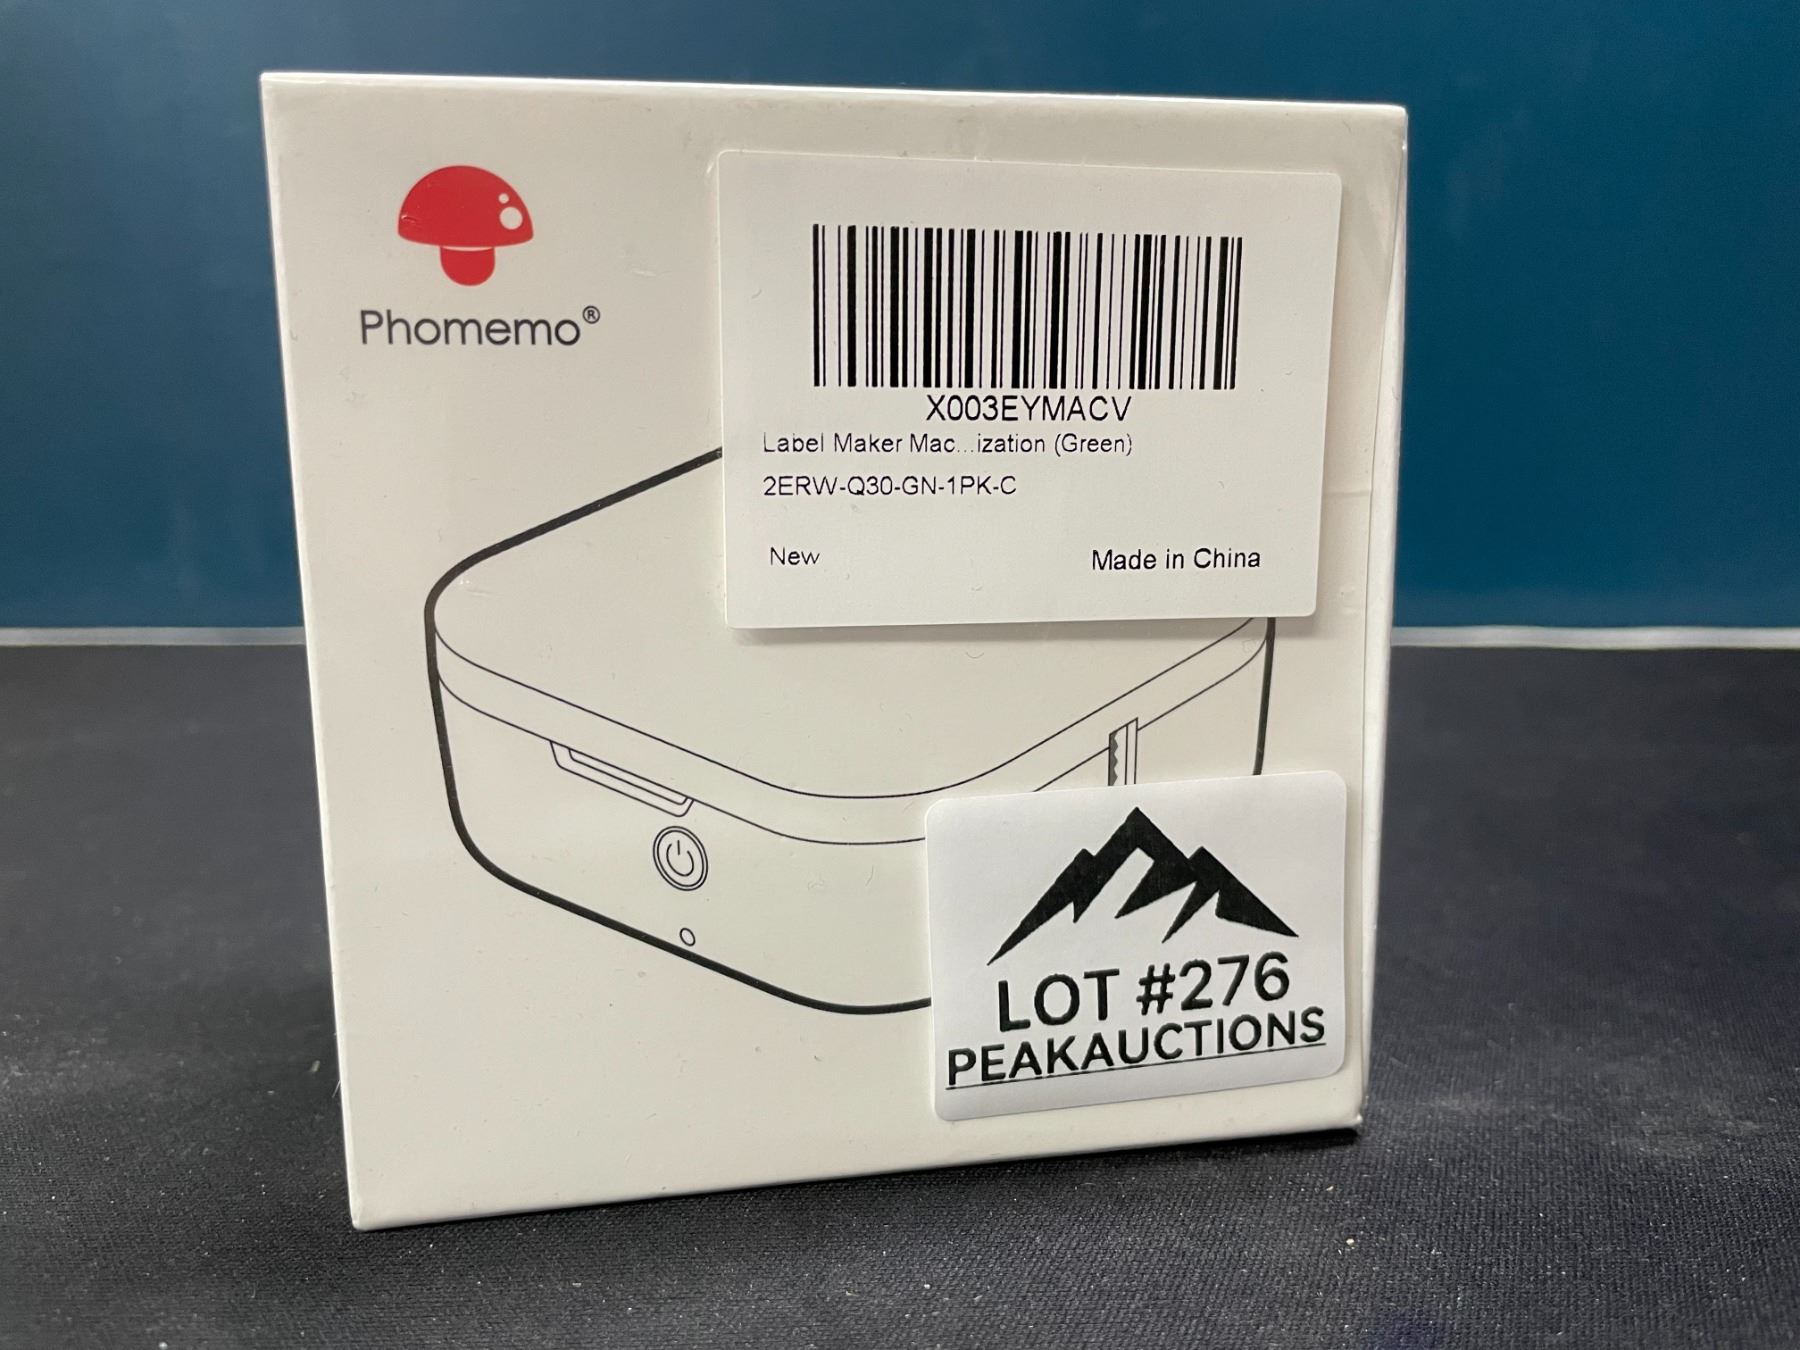 Phomemo®
X003EYMACV
Label Maker Mac...ization (Green)
2ERW-Q30-GN-1PK-C
New
Made in China
LOT #276
PEAKAUCTIONS